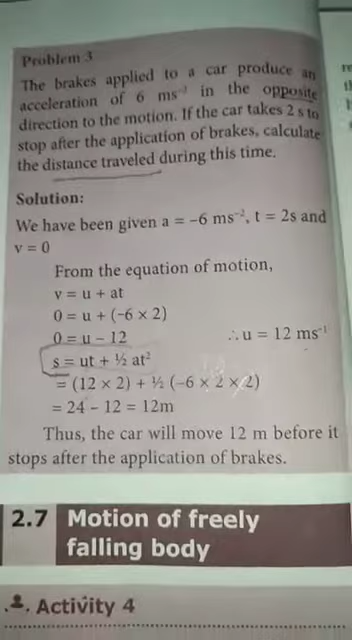 Problem 3
The brakes applied to a car produce an
acceleration of 6 ms⁻² in the opposite
direction to the motion. If the car takes 2 s to
stop after the application of brakes, calculate
the distance traveled during this time.
Solution:
We have been given a = –6 ms⁻², t = 2s and
v = 0
From the equation of motion,
v = u + at
0 = u + (–6 × 2)
0 = u – 12 ∴ u = 12 ms⁻¹
s = ut + ½ at²
= (12 × 2) + ½ (–6 × 2 × 2)
= 24 – 12 = 12m
Thus, the car will move 12 m before it
stops after the application of brakes.
2.7 Motion of freely
falling body
Activity 4